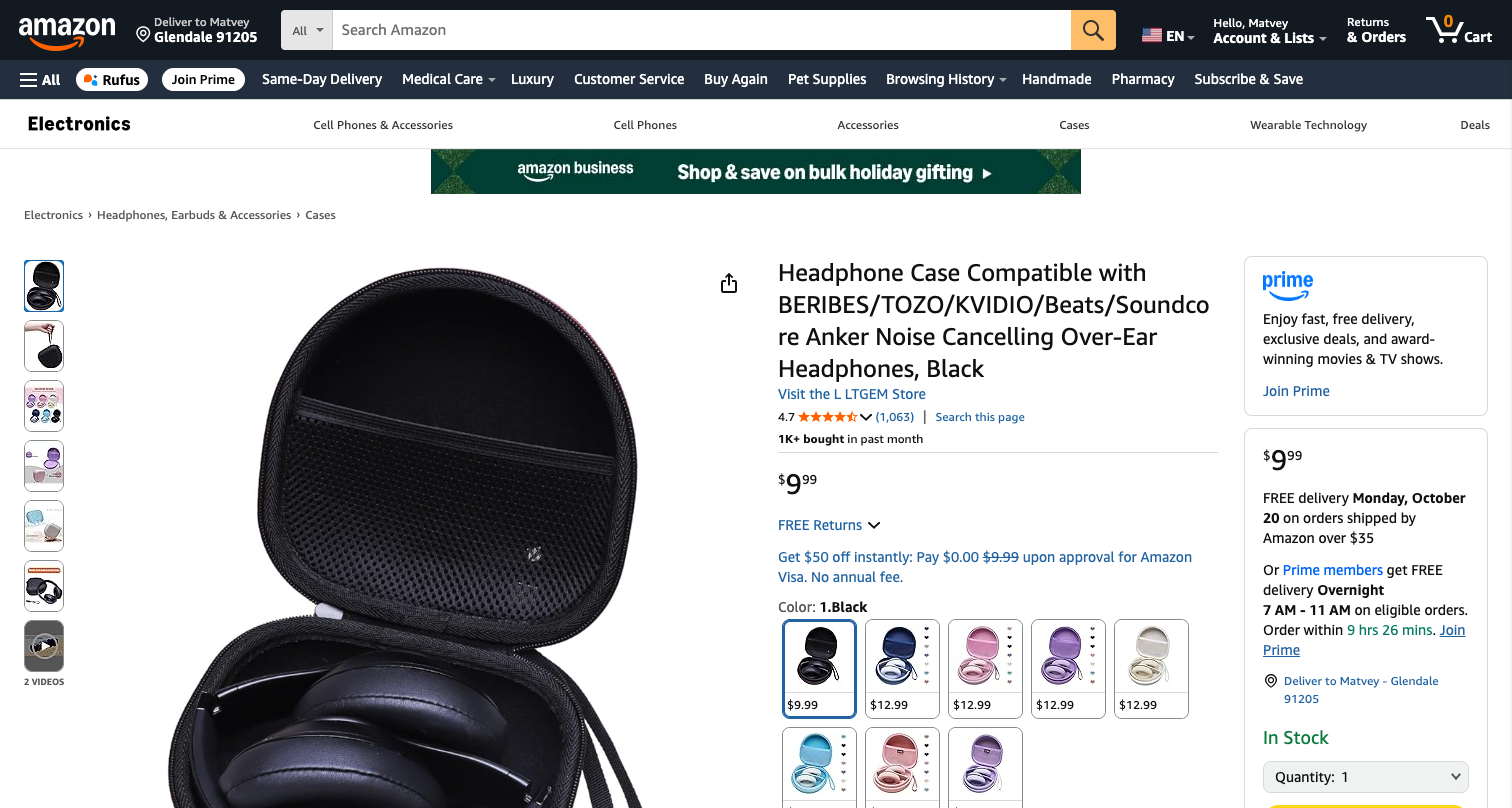 amazon
Deliver to Matvey
Glendale 91205
All
Search Amazon
EN
Hello, Matvey
Account & Lists
Returns
& Orders
0
Cart
All
Rufus
Join Prime
Same-Day Delivery
Medical Care
Luxury
Customer Service
Buy Again
Pet Supplies
Browsing History
Handmade
Pharmacy
Subscribe & Save
Electronics
Cell Phones & Accessories
Cell Phones
Accessories
Cases
Wearable Technology
Deals
amazon business
Shop & save on bulk holiday gifting ▸
Electronics › Headphones, Earbuds & Accessories › Cases
2 VIDEOS
Headphone Case Compatible with
BERIBES/TOZO/KVIDIO/Beats/Soundco
re Anker Noise Cancelling Over-Ear
Headphones, Black
Visit the L LTGEM Store
4.7 (1,063) | Search this page
1K+ bought in past month
$9.99
FREE Returns
Get $50 off instantly: Pay $0.00 $9.99 upon approval for Amazon
Visa. No annual fee.
Color: 1.Black
$9.99
$12.99
$12.99
$12.99
$12.99
prime
Enjoy fast, free delivery,
exclusive deals, and award-
winning movies & TV shows.
Join Prime
$9.99
FREE delivery Monday, October
20 on orders shipped by
Amazon over $35
Or Prime members get FREE
delivery Overnight
7 AM - 11 AM on eligible orders.
Order within 9 hrs 26 mins. Join
Prime
Deliver to Matvey - Glendale
91205
In Stock
Quantity: 1